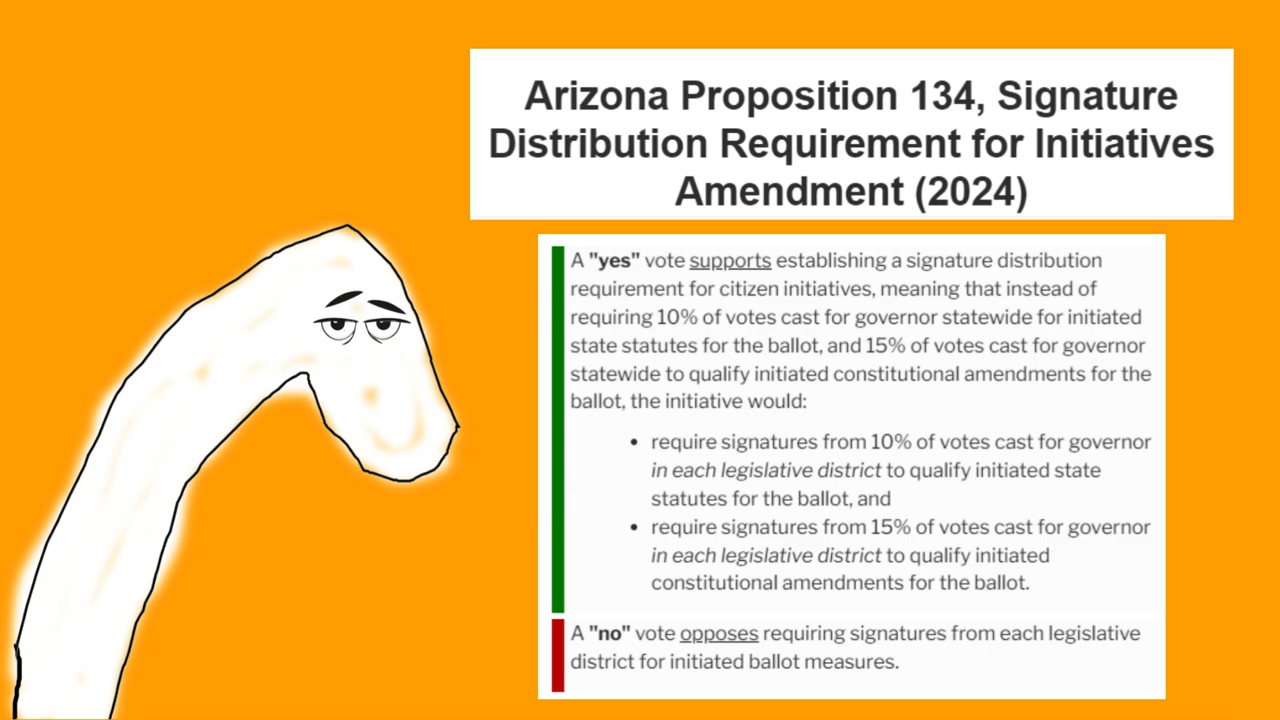 Arizona Proposition 134, Signature
Distribution Requirement for Initiatives
Amendment (2024)
A "yes" vote supports establishing a signature distribution
requirement for citizen initiatives, meaning that instead of
requiring 10% of votes cast for governor statewide for initiated
state statutes for the ballot, and 15% of votes cast for governor
statewide to qualify initiated constitutional amendments for the
ballot, the initiative would:
• require signatures from 10% of votes cast for governor
in each legislative district to qualify initiated state
statutes for the ballot, and
• require signatures from 15% of votes cast for governor
in each legislative district to qualify initiated
constitutional amendments for the ballot.
A "no" vote opposes requiring signatures from each legislative
district for initiated ballot measures.